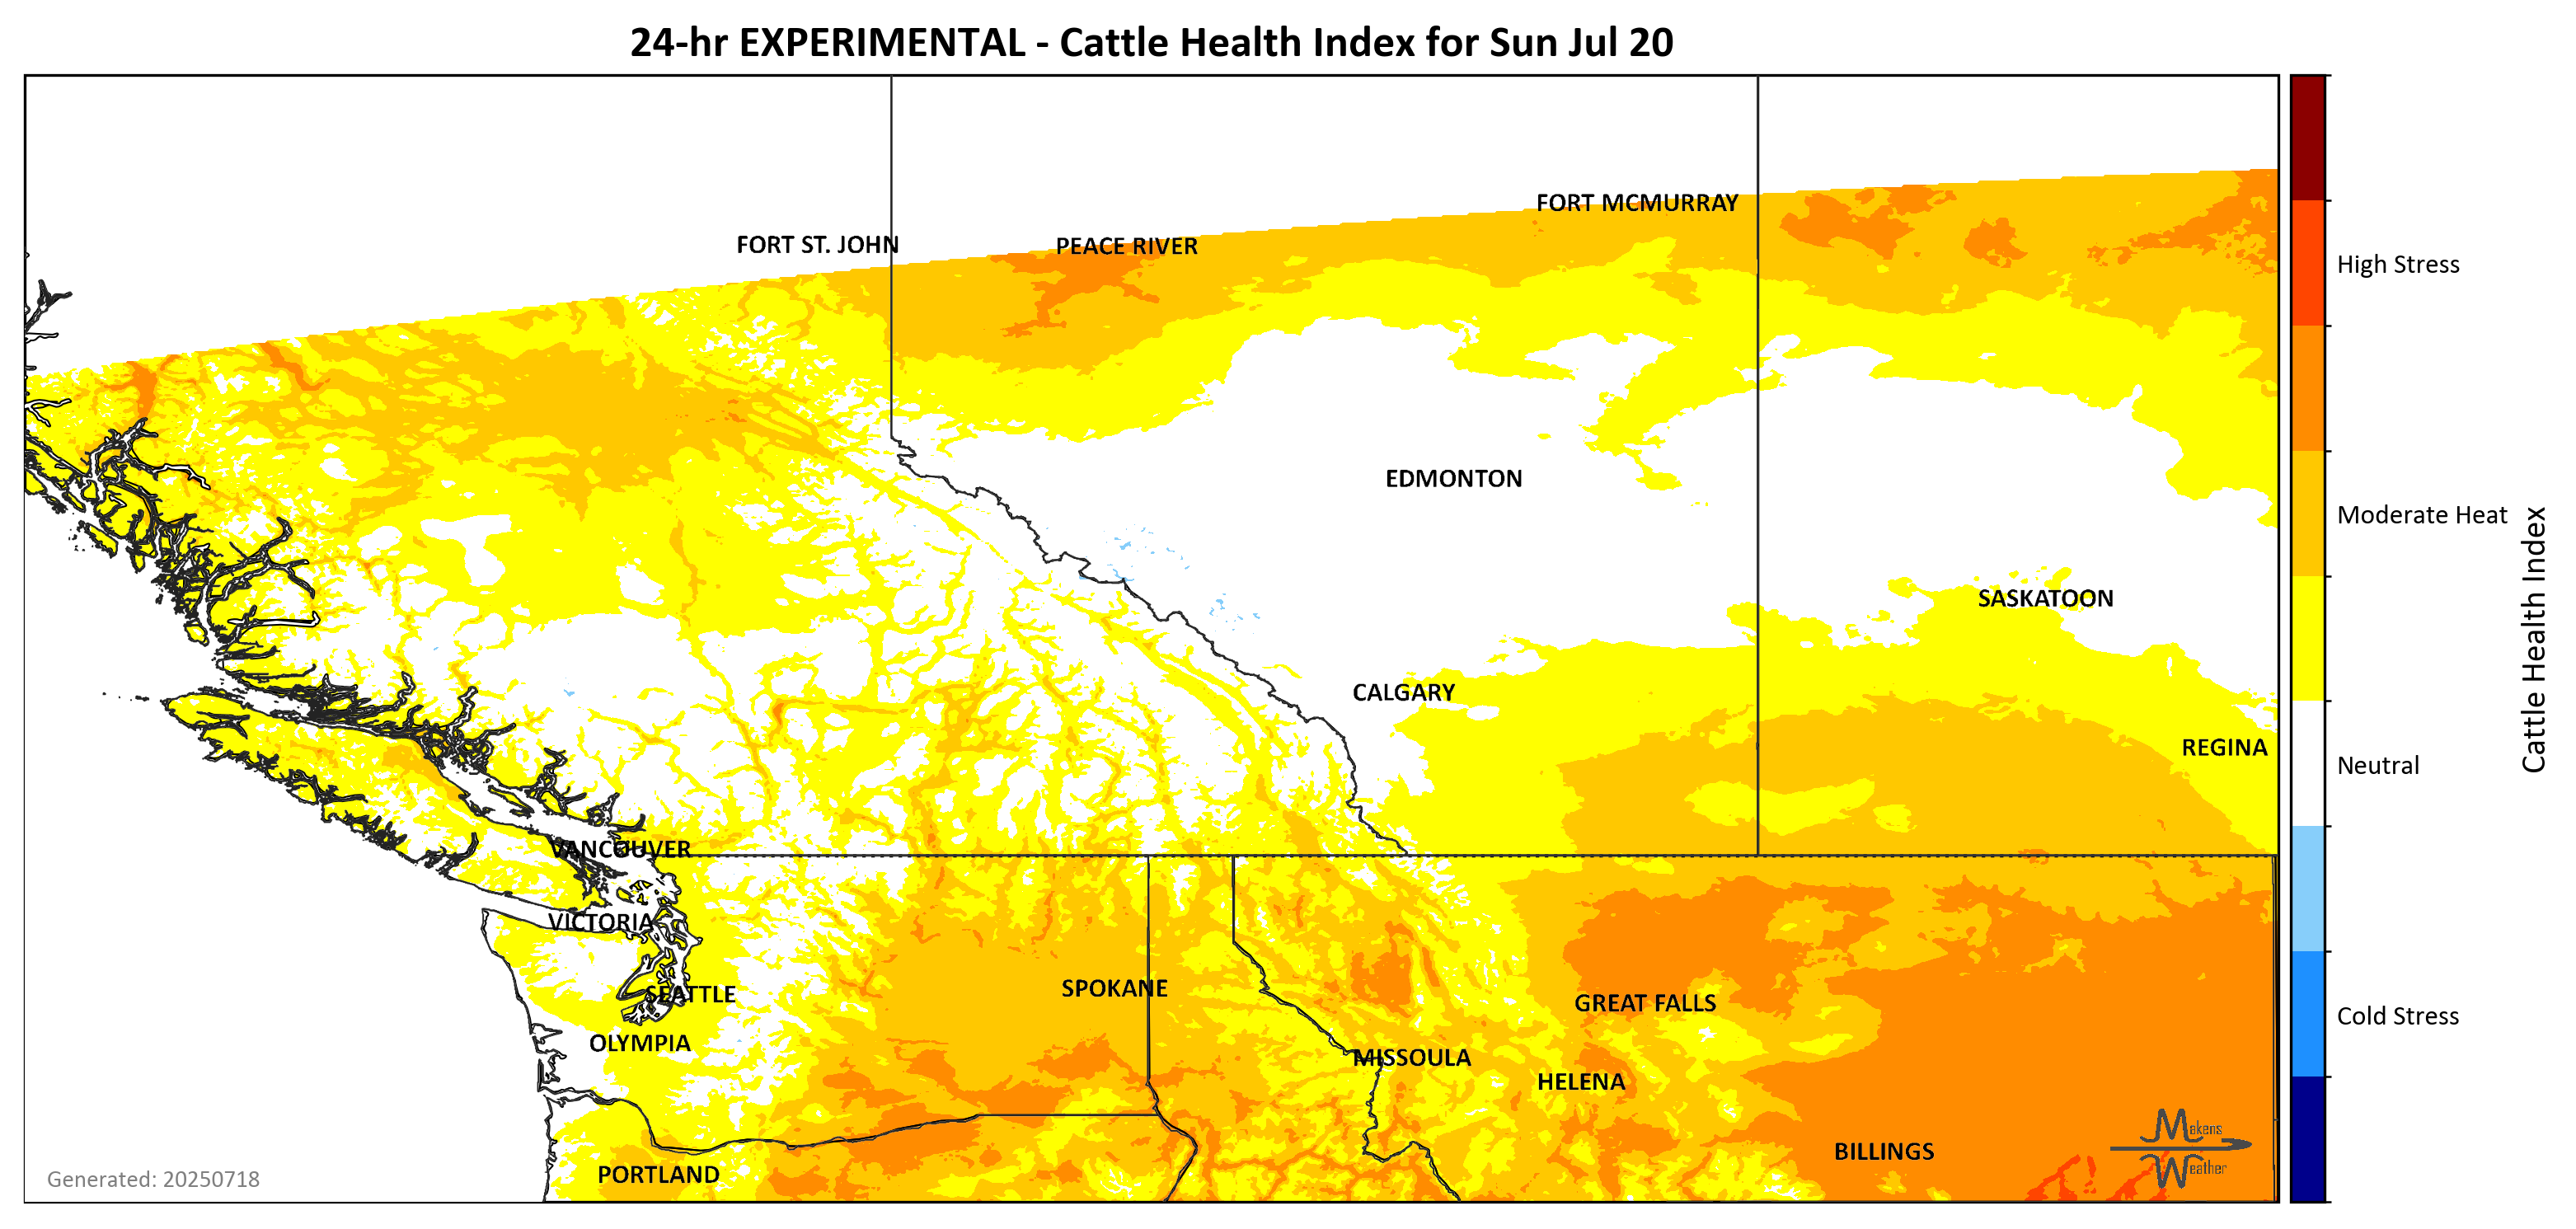 24-hr EXPERIMENTAL - Cattle Health Index for Sun Jul 20
FORT MCMURRAY
FORT ST. JOHN
PEACE RIVER
High Stress
EDMONTON
Moderate Heat
SASKATOON
CALGARY
REGINA
Neutral
Cattle Health Index
VANCOUVER
VICTORIA
SPOKANE
SEATTLE
GREAT FALLS
Cold Stress
OLYMPIA
MISSOULA
HELENA
Makens
Weather
BILLINGS
PORTLAND
Generated: 20250718